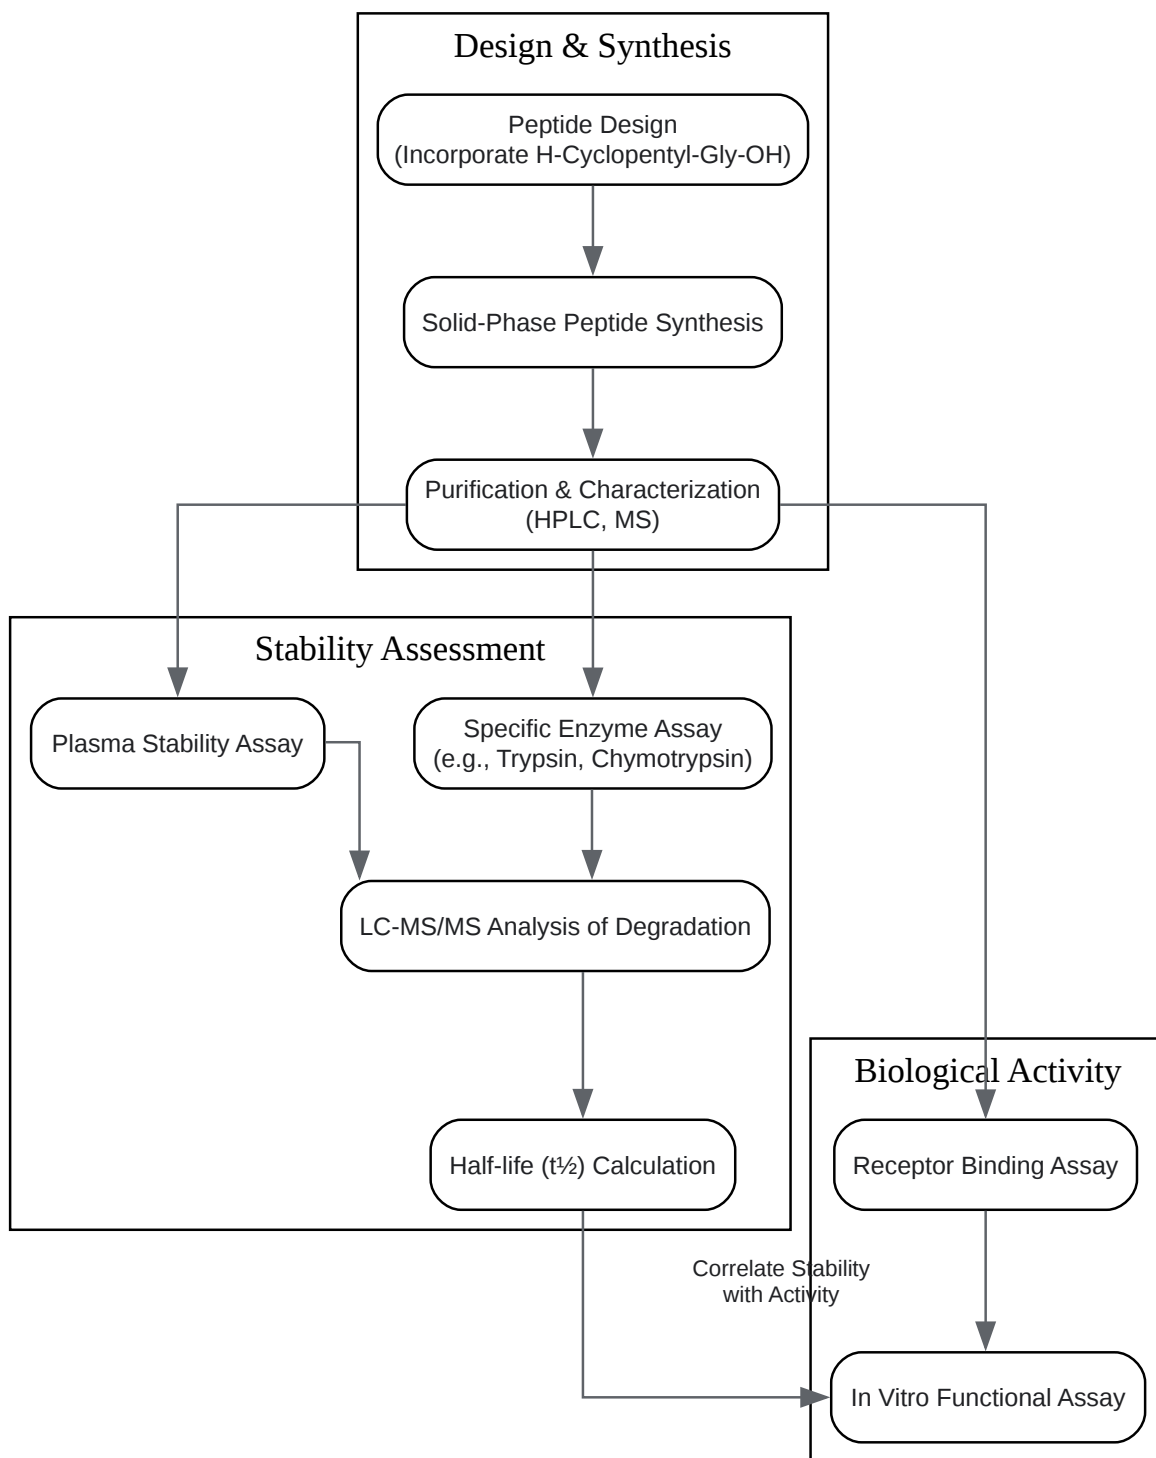 Design & Synthesis
Peptide Design
(Incorporate H-Cyclopentyl-Gly-OH)
Solid-Phase Peptide Synthesis
Purification & Characterization
(HPLC, MS)
Stability Assessment
Plasma Stability Assay
Specific Enzyme Assay
(e.g., Trypsin, Chymotrypsin)
LC-MS/MS Analysis of Degradation
Half-life (t½) Calculation
Biological Activity
Receptor Binding Assay
Correlate Stability
with Activity
In Vitro Functional Assay